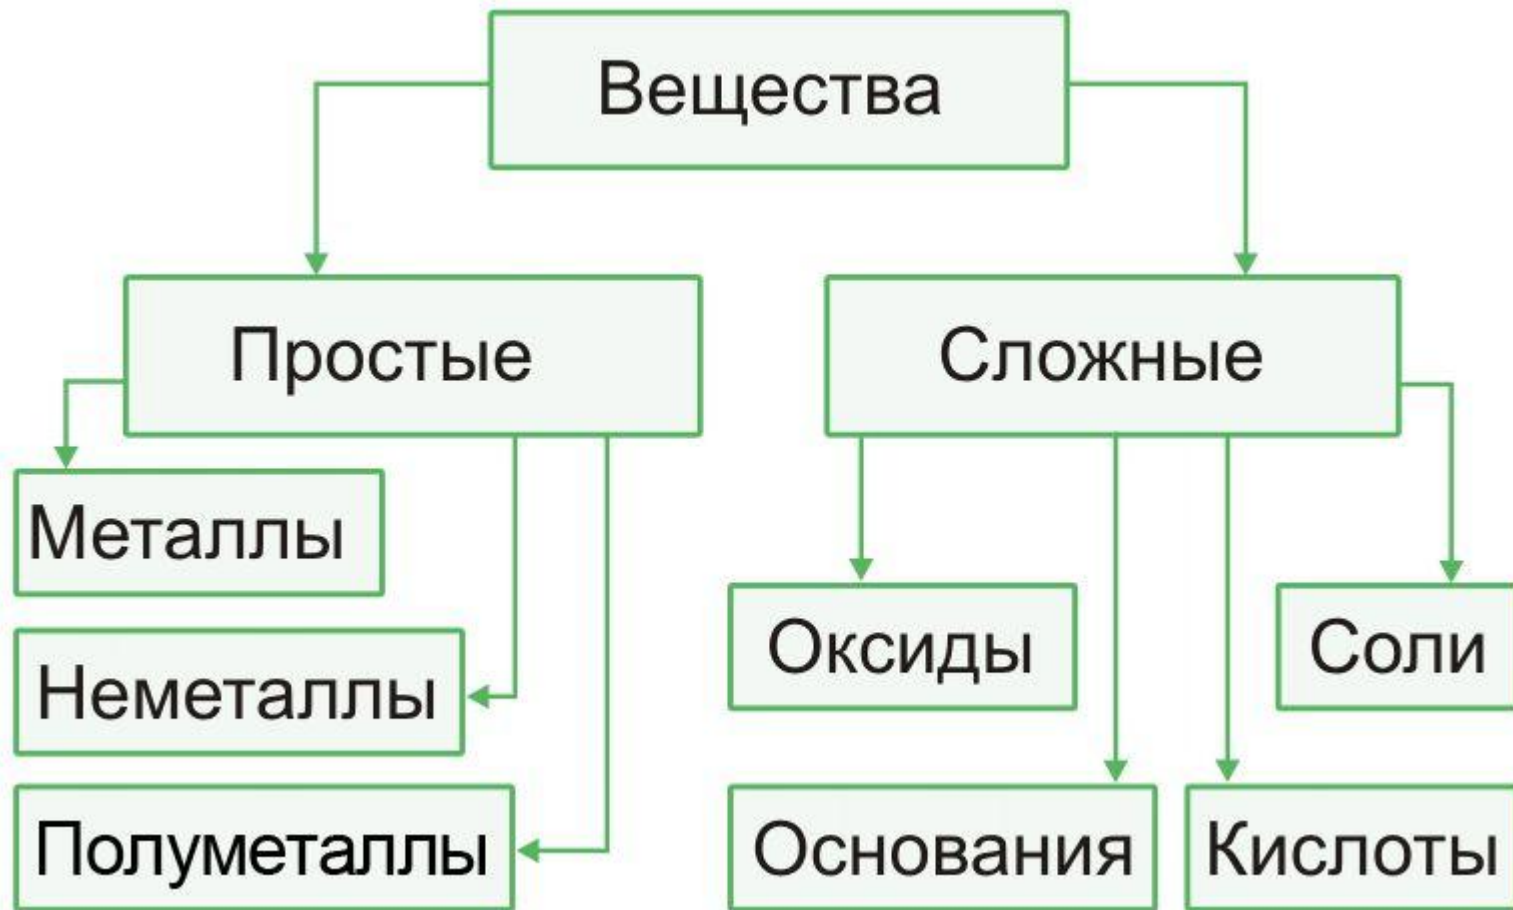 Вещества
Простые
Сложные
Металлы
Неметаллы
Полуметаллы
Оксиды
Соли
Основания
Кислоты